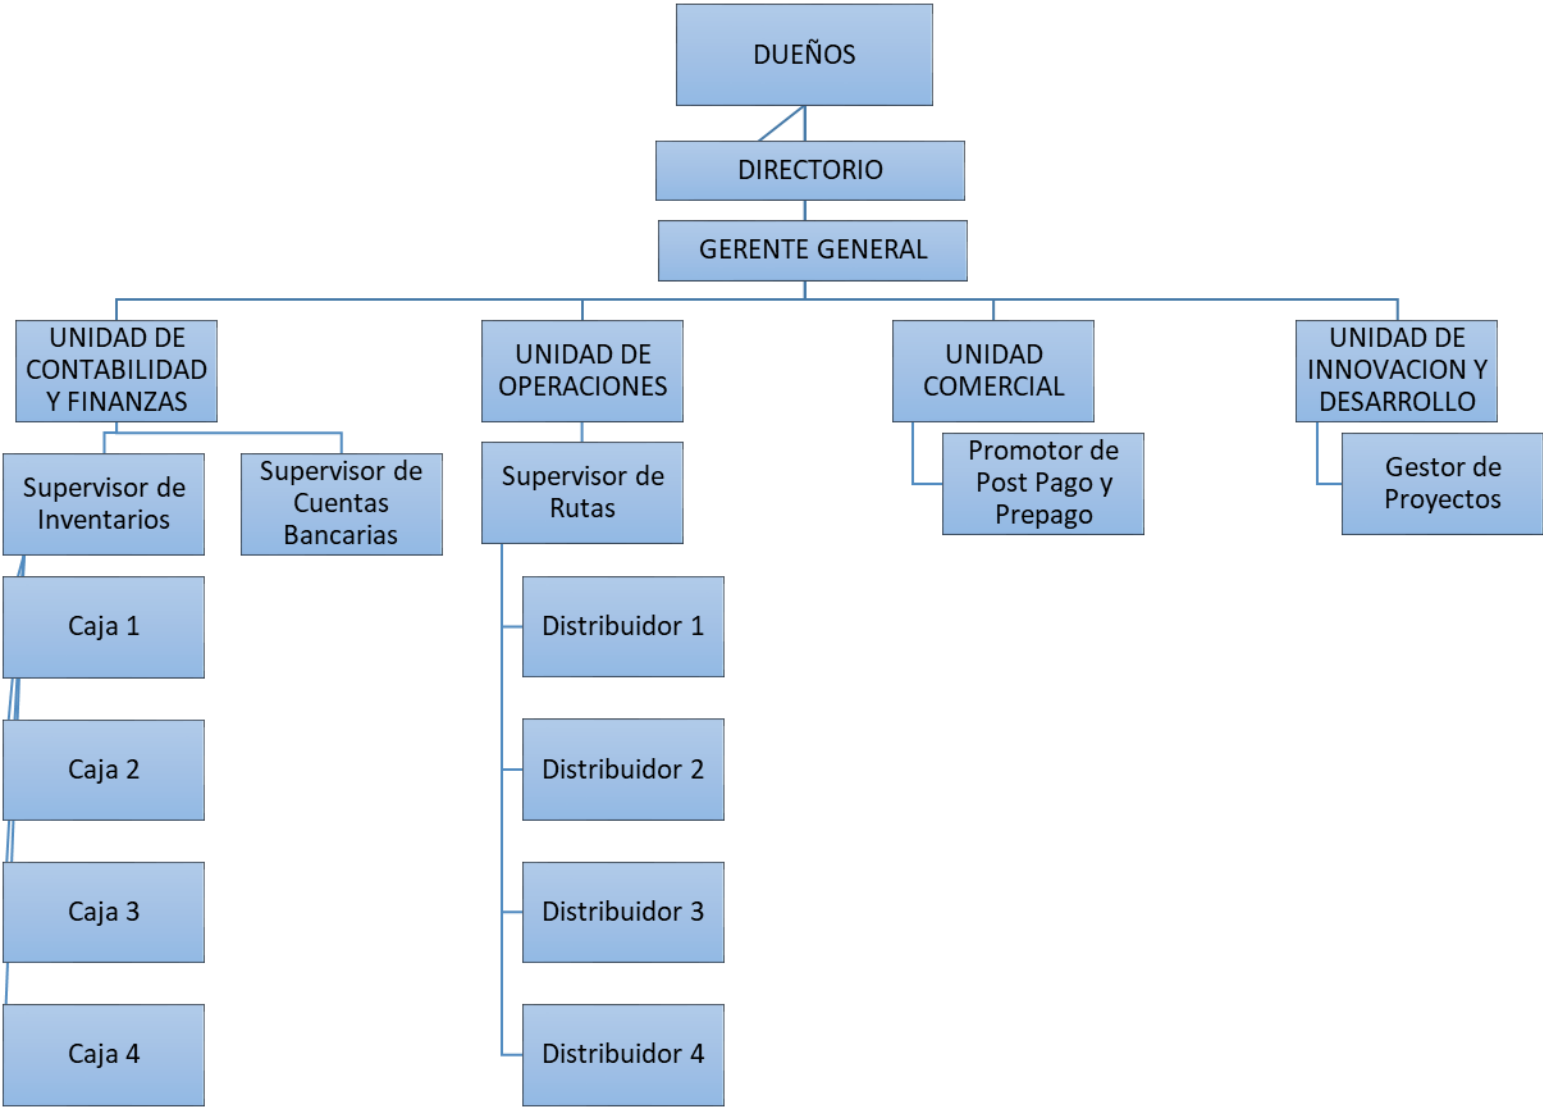 DUEÑOS
DIRECTORIO
GERENTE GENERAL
UNIDAD DE
CONTABILIDAD
Y FINANZAS
UNIDAD DE
OPERACIONES
UNIDAD
COMERCIAL
UNIDAD DE
INNOVACION Y
DESARROLLO
Supervisor de
Inventarios
Supervisor de
Cuentas
Bancarias
Supervisor de
Rutas
Promotor de
Post Pago y
Prepago
Gestor de
Proyectos
Caja 1
Distribuidor 1
Caja 2
Distribuidor 2
Caja 3
Distribuidor 3
Caja 4
Distribuidor 4